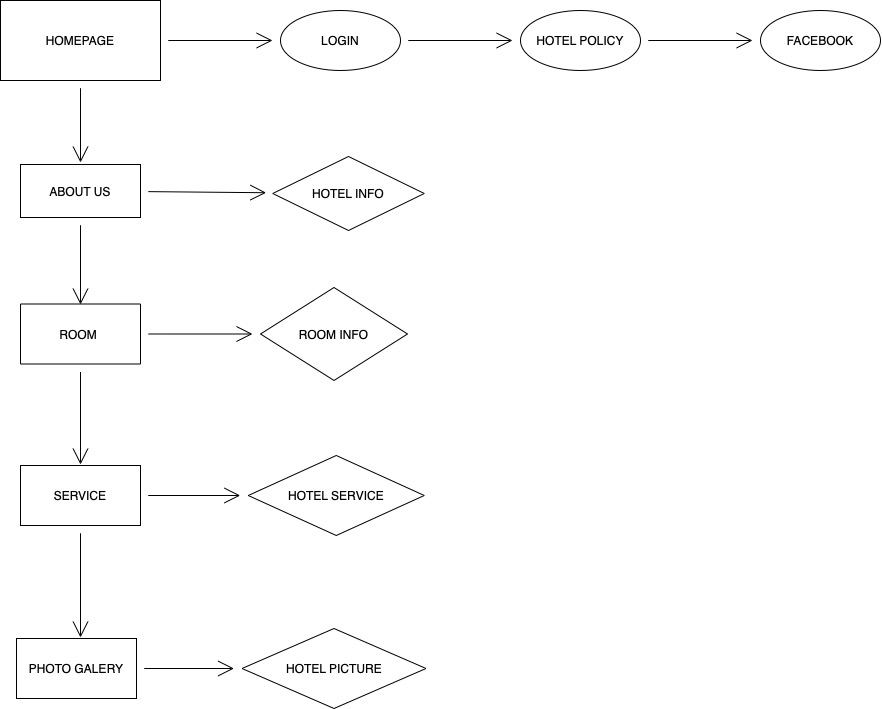 HOMEPAGE
LOGIN
HOTEL POLICY
FACEBOOK
ABOUT US
HOTEL INFO
ROOM
ROOM INFO
SERVICE
HOTEL SERVICE
PHOTO GALERY
HOTEL PICTURE